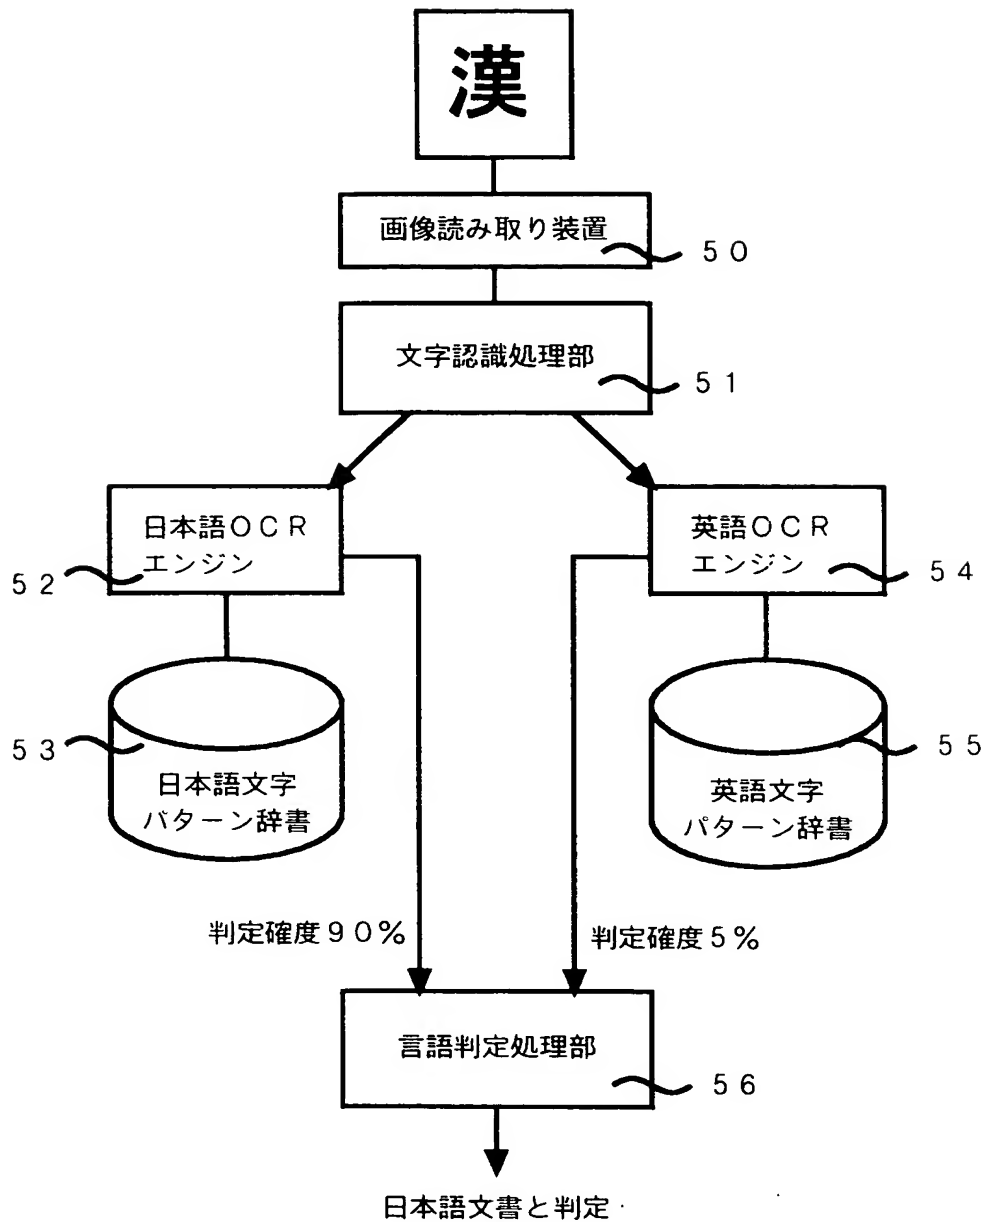 漢
画像読み取り装置
５０
文字認識処理部
５１
日本語ＯＣＲ
エンジン
５２
英語ＯＣＲ
エンジン
５４
５３
日本語文字
パターン辞書
５５
英語文字
パターン辞書
判定確度９０％
判定確度５％
言語判定処理部
５６
日本語文書と判定